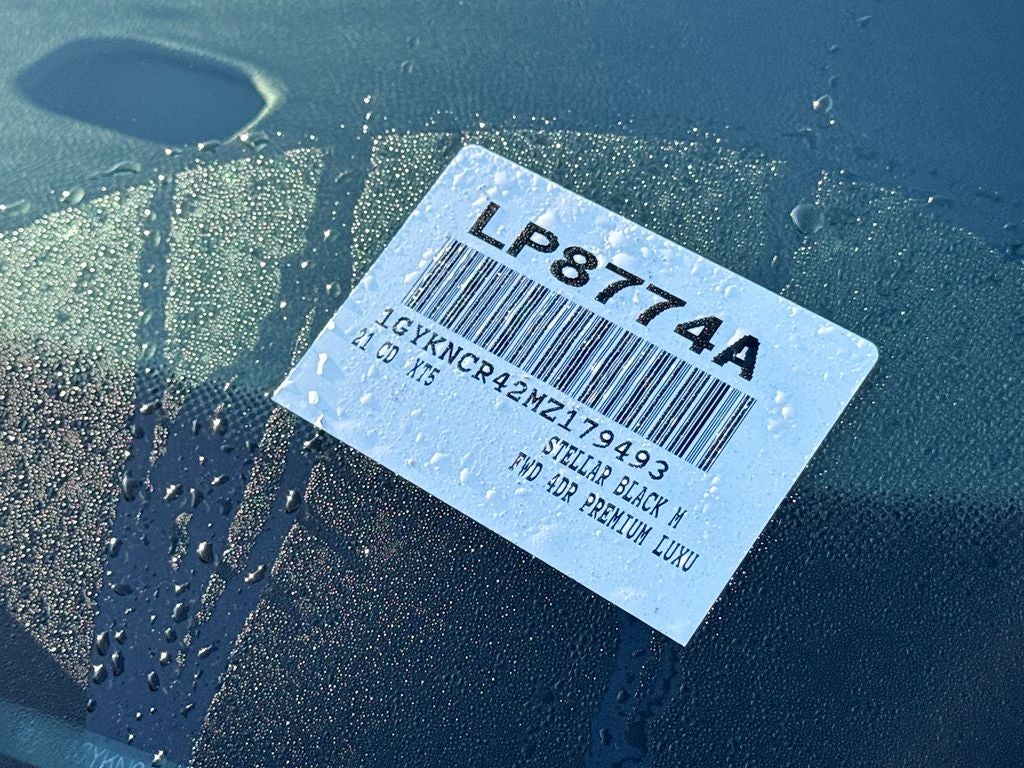 LP8774A
1GYKNCR42MZ179493
21 CD XT5
STELLAR BLACK M
FWD 4DR PREMIUM LUXU